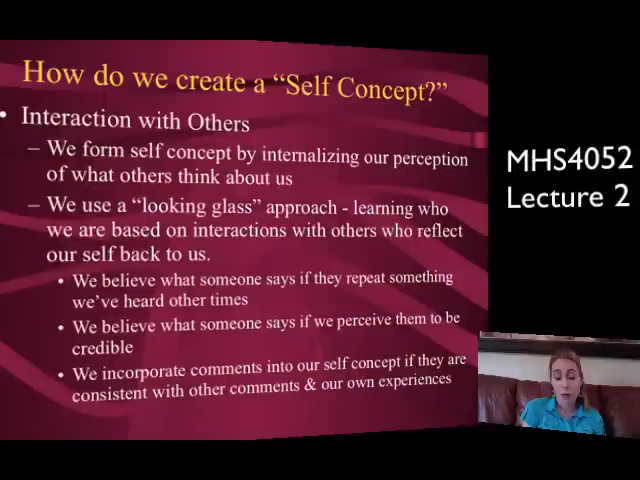 How do we create a “Self Concept?”
• Interaction with Others
– We form self concept by internalizing our perception
of what others think about us
– We use a “looking glass” approach - learning who
we are based on interactions with others who reflect
our self back to us.
• We believe what someone says if they repeat something
we’ve heard other times
• We believe what someone says if we perceive them to be
credible
• We incorporate comments into our self concept if they are
consistent with other comments & our own experiences
MHS4052
Lecture 2